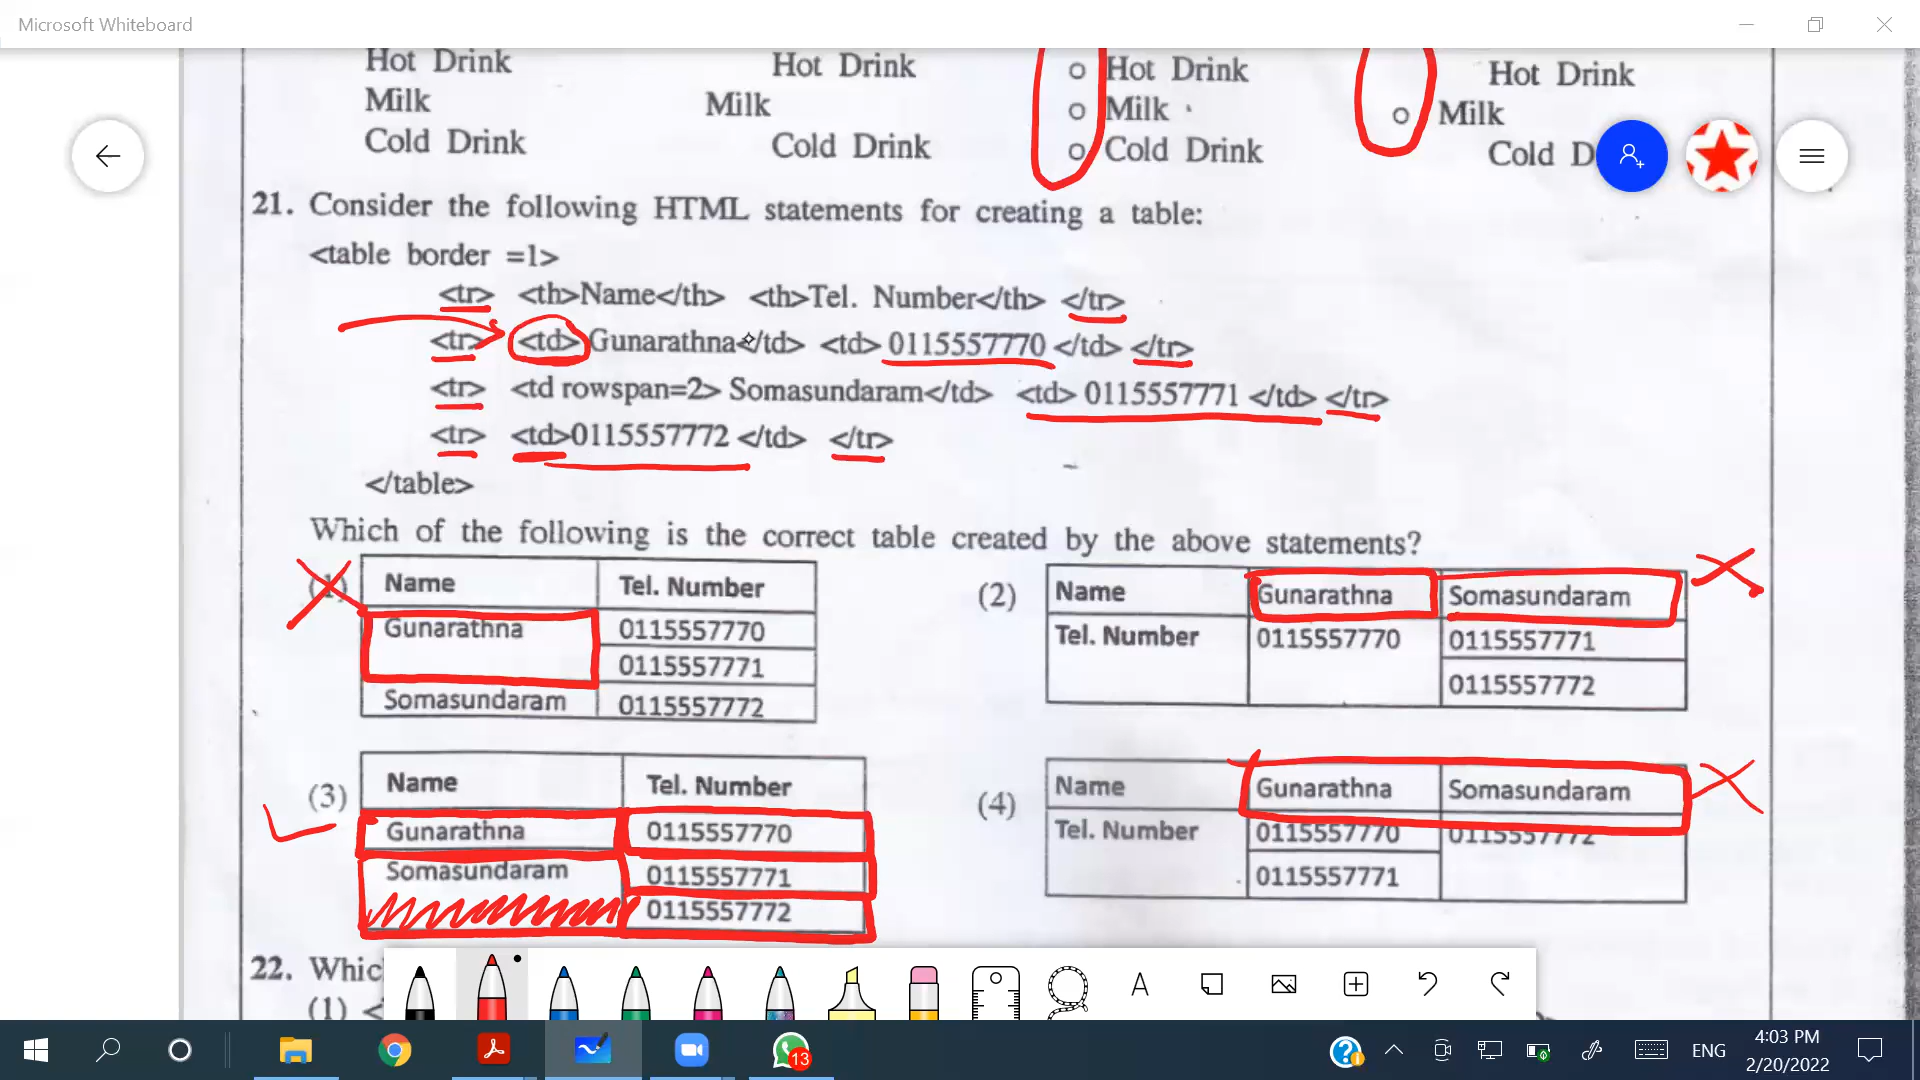 Microsoft Whiteboard
Hot Drink Hot Drink o Hot Drink Hot Drink
Milk Milk o Milk o Milk
Cold Drink Cold Drink o Cold Drink Cold D
21. Consider the following HTML statements for creating a table:
<table border =1>
<tr> <th>Name</th> <th>Tel. Number</th> </tr>
<tr> <td> Gunarathna</td> <td> 0115557770 </td> </tr>
<tr> <td rowspan=2> Somasundaram</td> <td> 0115557771 </td> </tr>
<tr> <td>0115557772 </td> </tr>
</table>
Which of the following is the correct table created by the above statements?
(1) Name Tel. Number
Gunarathna 0115557770
0115557771
Somasundaram 0115557772
(2) Name Gunarathna Somasundaram
Tel. Number 0115557770 0115557771
0115557772
(3) Name Tel. Number
Gunarathna 0115557770
Somasundaram 0115557771
0115557772
(4) Name Gunarathna Somasundaram
Tel. Number 0115557770 0115557772
0115557771
22. Whic
(1) <
A
13
ENG
4:03 PM
2/20/2022